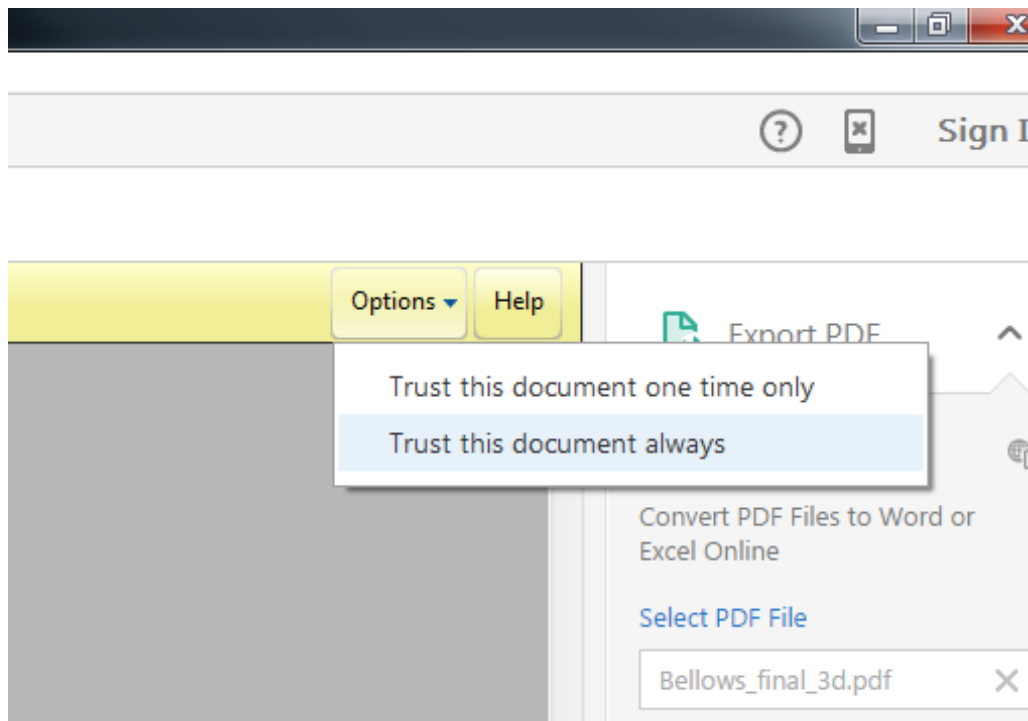 Sign I
Options
Help
Export PDF
Trust this document one time only
Trust this document always
Convert PDF Files to Word or
Excel Online
Select PDF File
Bellows_final_3d.pdf